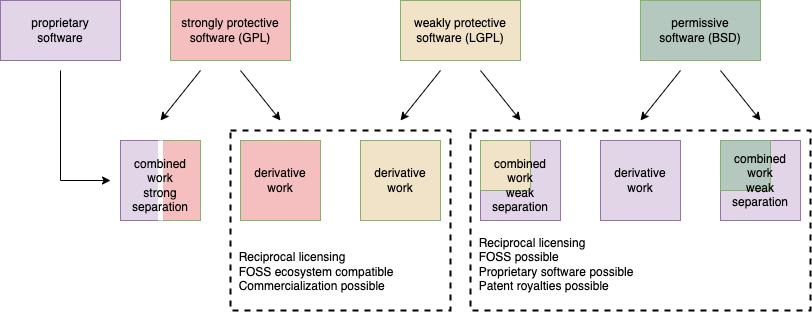 proprietary
software
strongly protective
software (GPL)
weakly protective
software (LGPL)
permissive
software (BSD)
combined
work
strong
separation
derivative
work
derivative
work
combined
work
weak
separation
derivative
work
combined
work
weak
separation
Reciprocal licensing
FOSS ecosystem compatible
Commercialization possible
Reciprocal licensing
FOSS possible
Proprietary software possible
Patent royalties possible